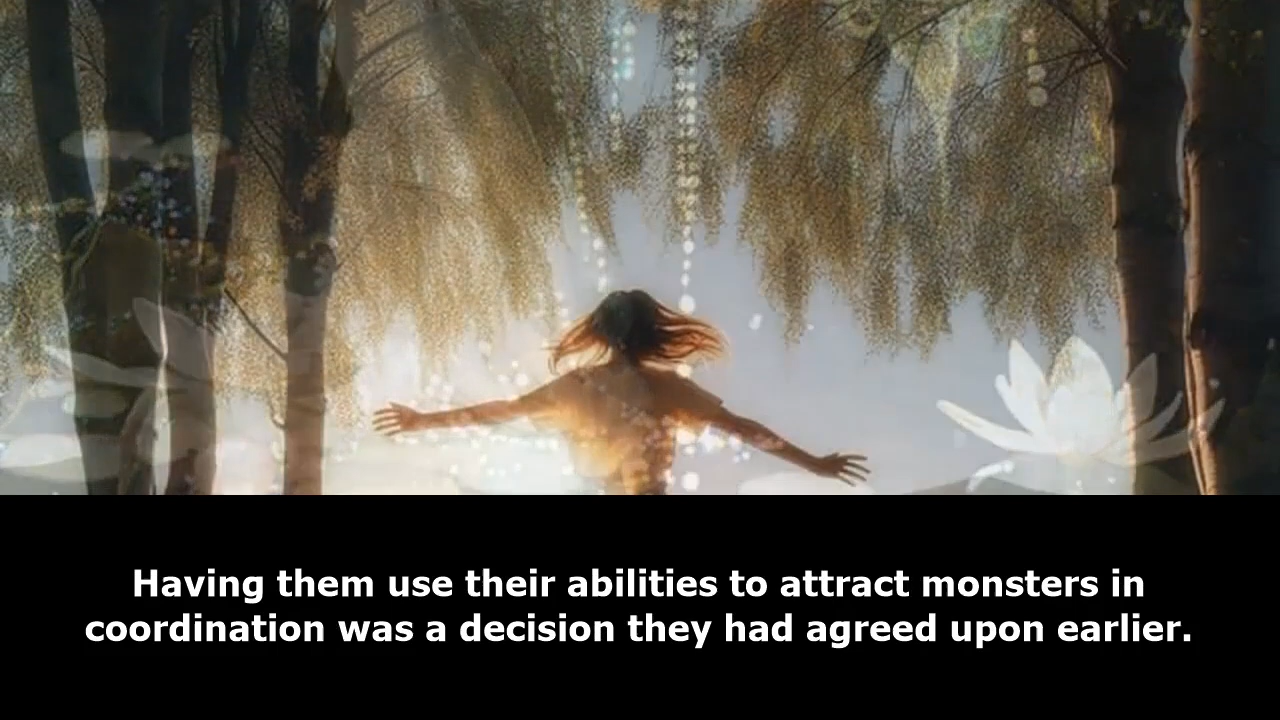 Having them use their abilities to attract monsters in
coordination was a decision they had agreed upon earlier.